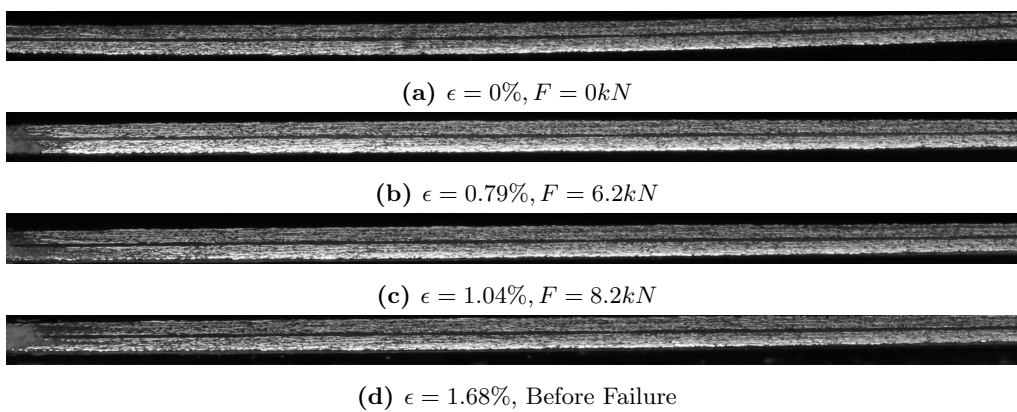 (a) ϵ = 0%, F = 0kN
(b) ϵ = 0.79%, F = 6.2kN
(c) ϵ = 1.04%, F = 8.2kN
(d) ϵ = 1.68%, Before Failure